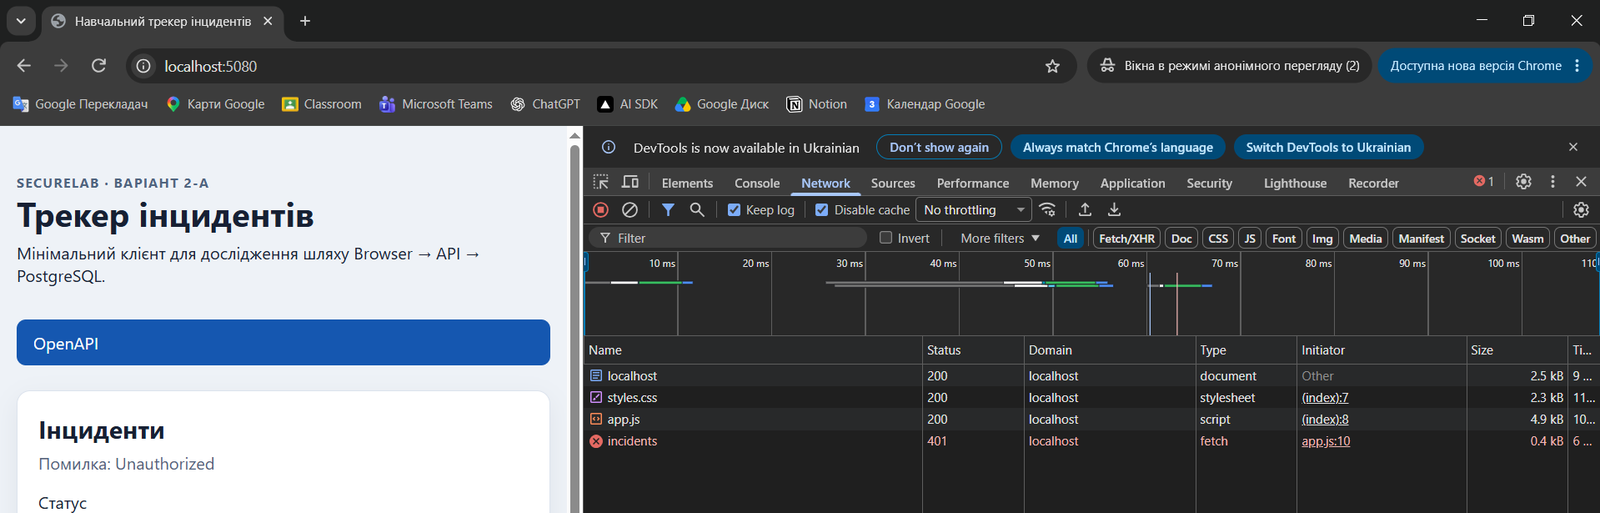 Навчальний трекер інцидентів
localhost:5080
Вікна в режимі анонімного перегляду (2)
Доступна нова версія Chrome
Google Перекладач
Карти Google
Classroom
Microsoft Teams
ChatGPT
AI SDK
Google Диск
Notion
3
Календар Google
SECURELAB · ВАРІАНТ 2-A
Трекер інцидентів
Мінімальний клієнт для дослідження шляху Browser → API →
PostgreSQL.
OpenAPI
Інциденти
Помилка: Unauthorized
Статус
DevTools is now available in Ukrainian
Don't show again
Always match Chrome's language
Switch DevTools to Ukrainian
Elements Console Network Sources Performance Memory Application Security Lighthouse Recorder 1
Keep log Disable cache No throttling
Filter Invert More filters All Fetch/XHR Doc CSS JS Font Img Media Manifest Socket Wasm Other
10 ms 20 ms 30 ms 40 ms 50 ms 60 ms 70 ms 80 ms 90 ms 100 ms 110
Name Status Domain Type Initiator Size Ti...
localhost 200 localhost document Other 2.5 kB 9 ...
styles.css 200 localhost stylesheet (index):7 2.3 kB 11...
app.js 200 localhost script (index):8 4.9 kB 10...
incidents 401 localhost fetch app.js:10 0.4 kB 6 ...